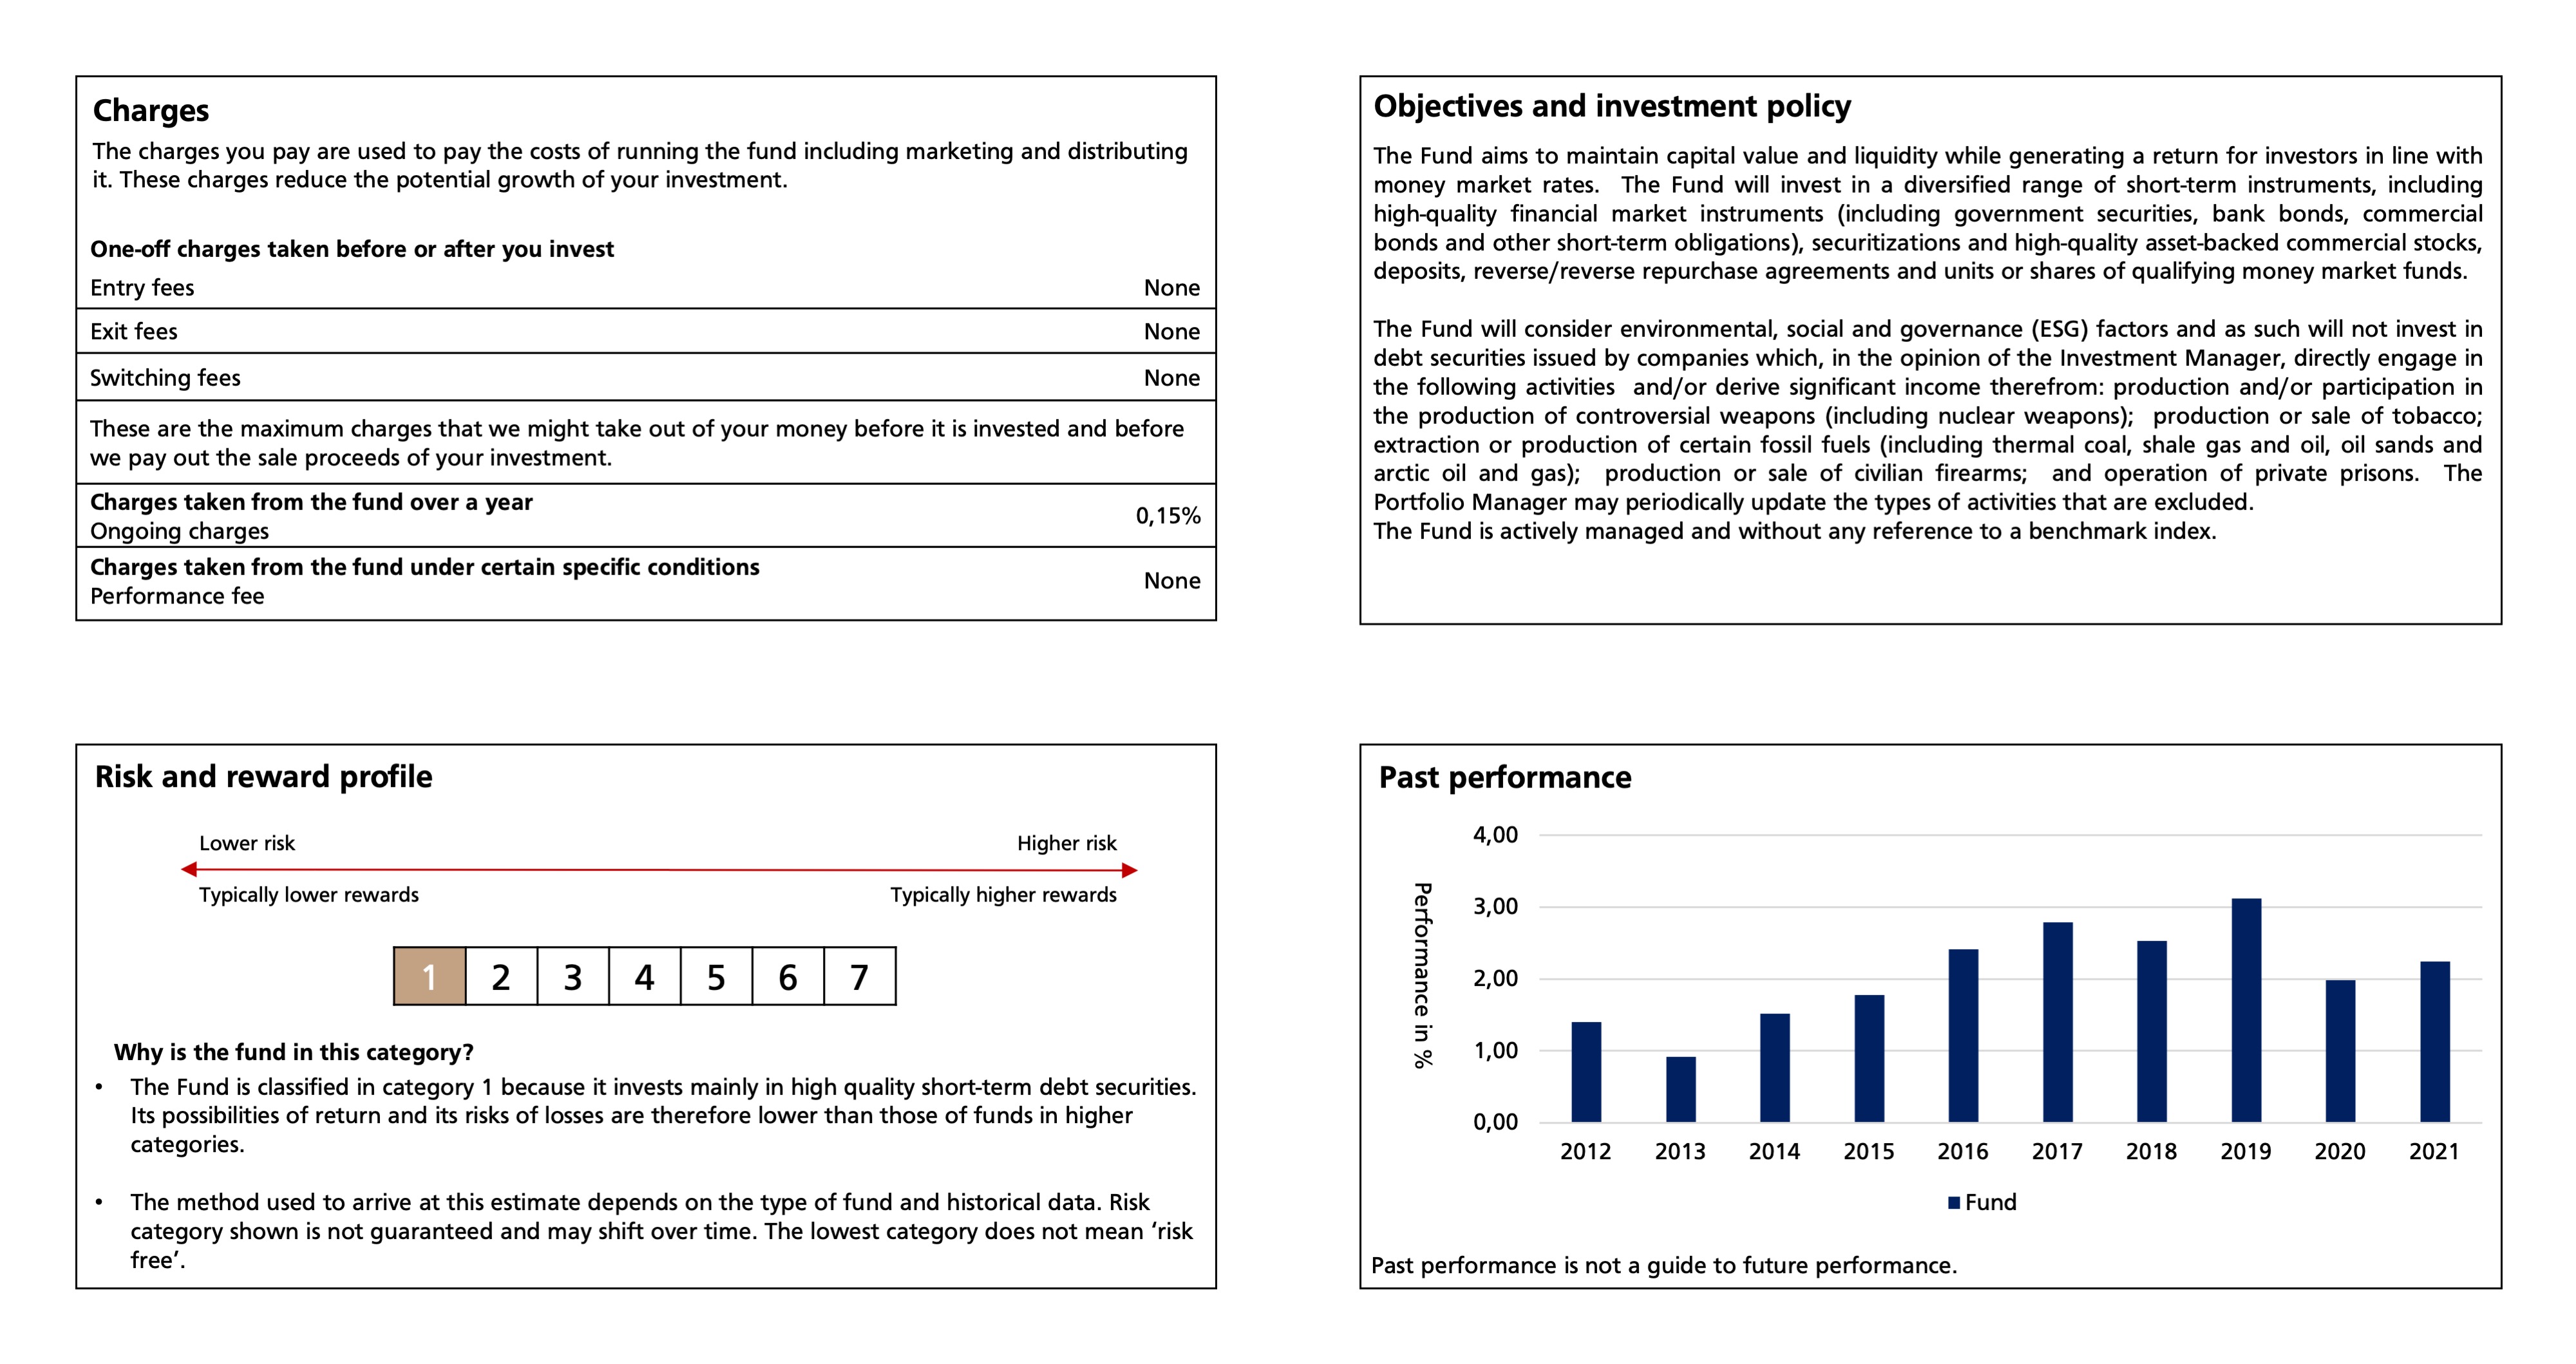 Charges
The charges you pay are used to pay the costs of running the fund including marketing and distributing
it. These charges reduce the potential growth of your investment.
One-off charges taken before or after you invest
Entry fees None
Exit fees None
Switching fees None
These are the maximum charges that we might take out of your money before it is invested and before
we pay out the sale proceeds of your investment.
Charges taken from the fund over a year
Ongoing charges 0,15%
Charges taken from the fund under certain specific conditions
Performance fee None
Objectives and investment policy
The Fund aims to maintain capital value and liquidity while generating a return for investors in line with
money market rates. The Fund will invest in a diversified range of short-term instruments, including
high-quality financial market instruments (including government securities, bank bonds, commercial
bonds and other short-term obligations), securitizations and high-quality asset-backed commercial stocks,
deposits, reverse/reverse repurchase agreements and units or shares of qualifying money market funds.
The Fund will consider environmental, social and governance (ESG) factors and as such will not invest in
debt securities issued by companies which, in the opinion of the Investment Manager, directly engage in
the following activities and/or derive significant income therefrom: production and/or participation in
the production of controversial weapons (including nuclear weapons); production or sale of tobacco;
extraction or production of certain fossil fuels (including thermal coal, shale gas and oil, oil sands and
arctic oil and gas); production or sale of civilian firearms; and operation of private prisons. The
Portfolio Manager may periodically update the types of activities that are excluded.
The Fund is actively managed and without any reference to a benchmark index.
Risk and reward profile
Lower risk Higher risk
Typically lower rewards Typically higher rewards
1 2 3 4 5 6 7
Why is the fund in this category?
• The Fund is classified in category 1 because it invests mainly in high quality short-term debt securities.
Its possibilities of return and its risks of losses are therefore lower than those of funds in higher
categories.
• The method used to arrive at this estimate depends on the type of fund and historical data. Risk
category shown is not guaranteed and may shift over time. The lowest category does not mean ‘risk
free’.
Past performance
Performance in %
4,00
3,00
2,00
1,00
0,00
2012 2013 2014 2015 2016 2017 2018 2019 2020 2021
Fund
Past performance is not a guide to future performance.